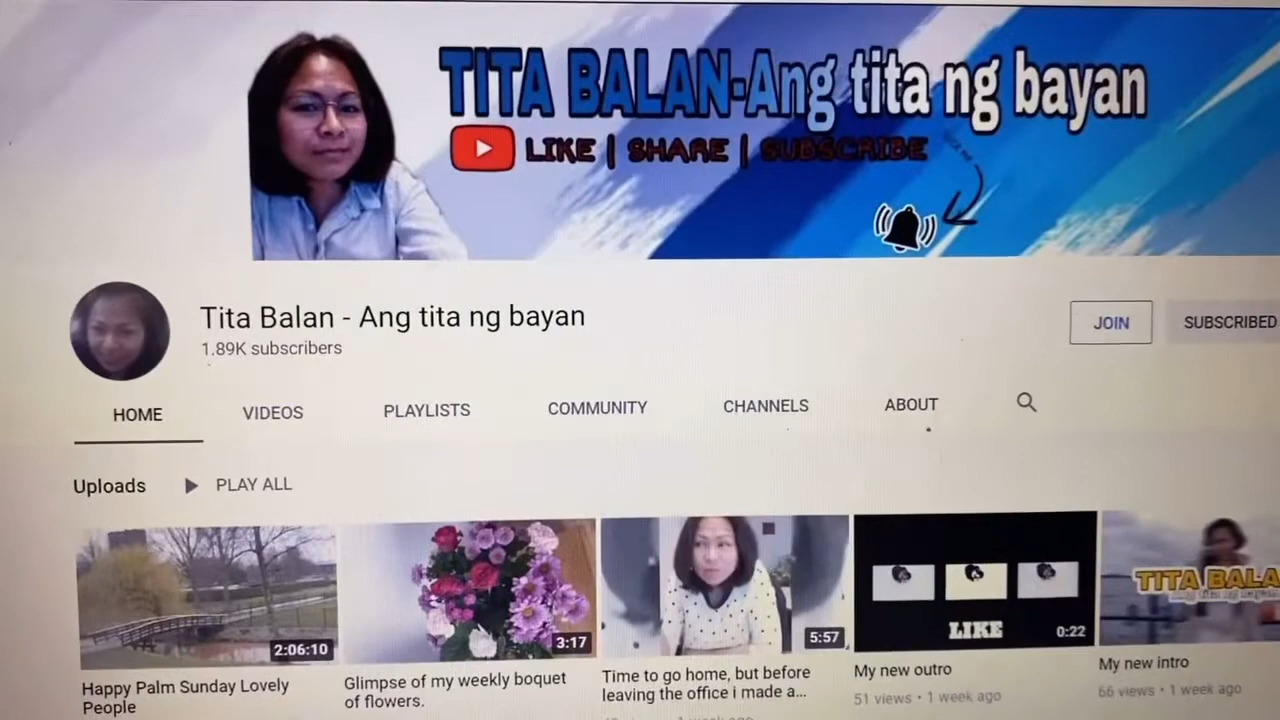 TITA BALAN-Ang tita ng bayan
LIKE | SHARE | SUBSCRIBE
Tita Balan - Ang tita ng bayan
1.89K subscribers
JOIN
SUBSCRIBED
HOME
VIDEOS
PLAYLISTS
COMMUNITY
CHANNELS
ABOUT
Uploads
PLAY ALL
2:06:10
3:17
5:57
LIKE
0:22
TITA BALA
Happy Palm Sunday Lovely
People
Glimpse of my weekly boquet
of flowers.
Time to go home, but before
leaving the office i made a...
My new outro
51 views • 1 week ago
My new intro
66 views • 1 week ago